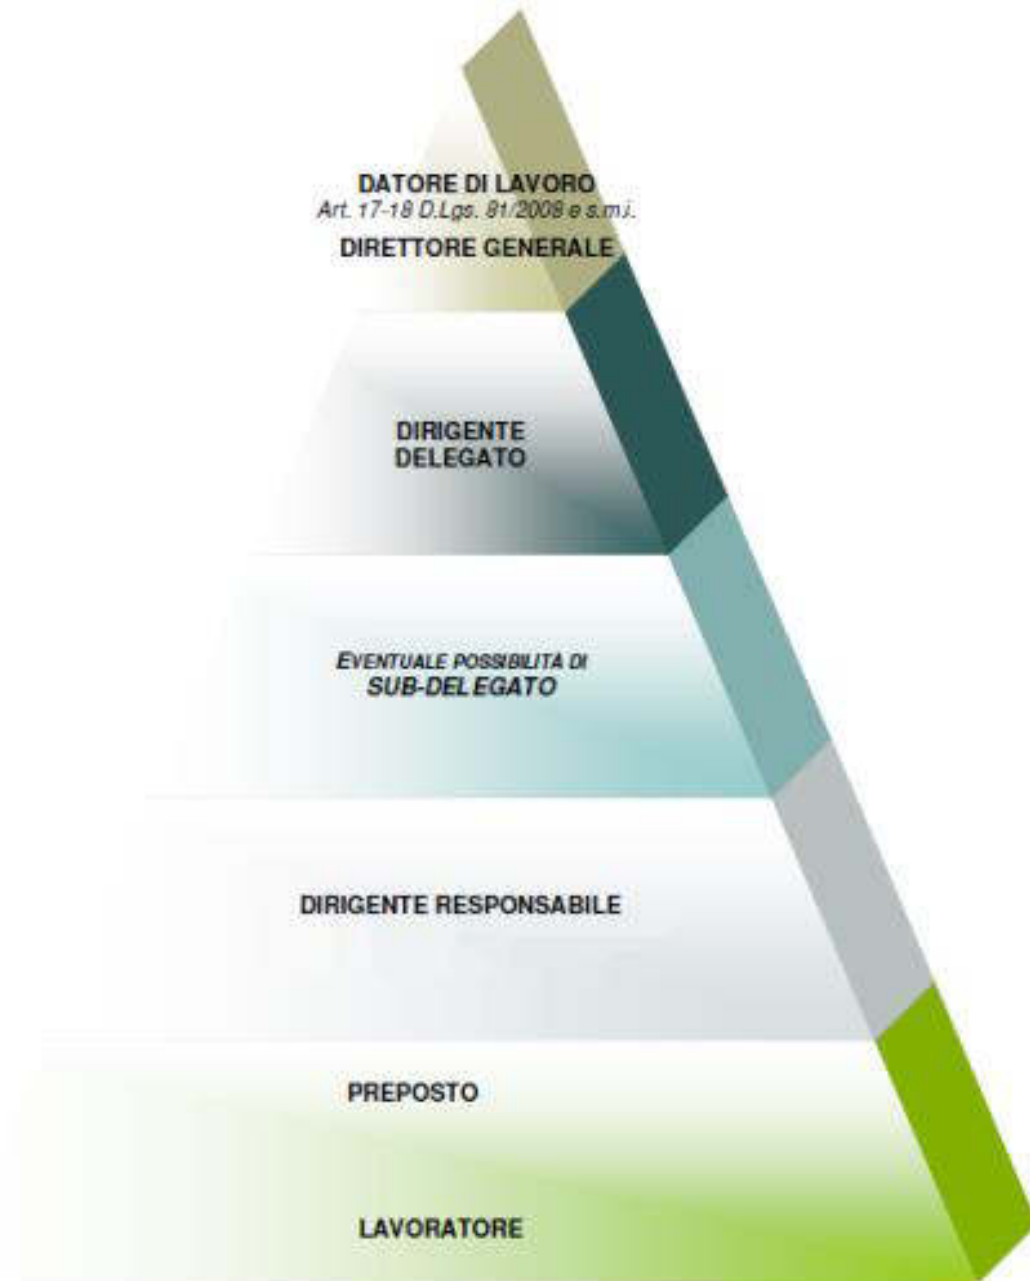 DATORE DI LAVORO
Art. 17-18 D.Lgs. 81/2008 e s.m.i.
DIRETTORE GENERALE
DIRIGENTE
DELEGATO
EVENTUALE POSSIBILITÀ DI
SUB-DELEGATO
DIRIGENTE RESPONSABILE
PREPOSTO
LAVORATORE